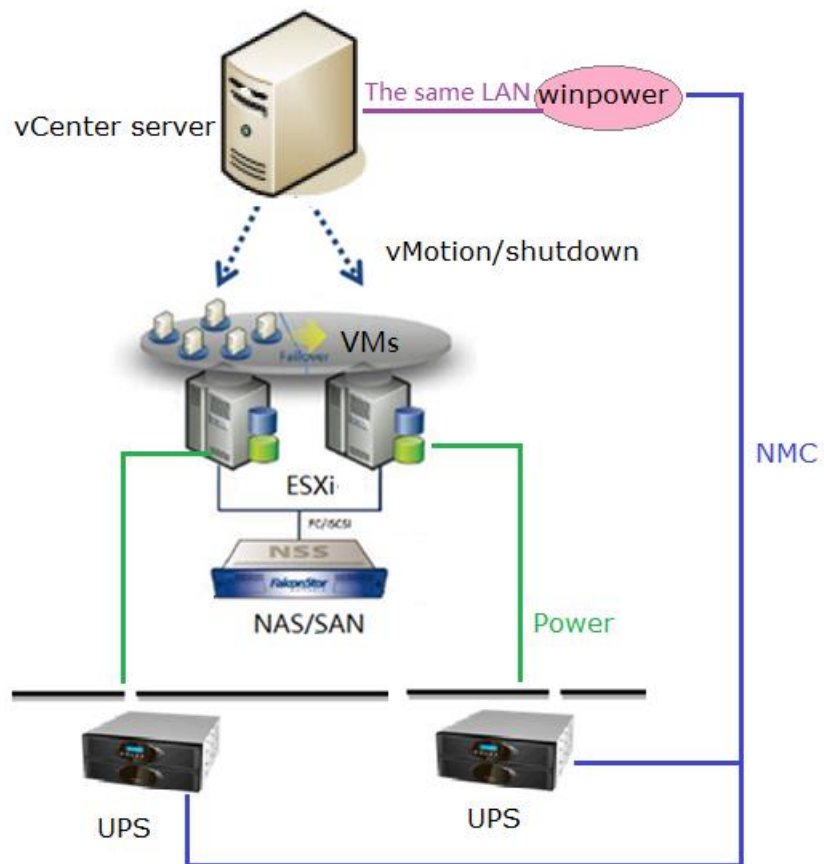 The same LAN
winpower
vCenter server
vMotion/shutdown
VMs
Failover
NMC
ESXi
FC/iSCSI
NSS
FalconStor
NAS/SAN
Power
UPS
UPS